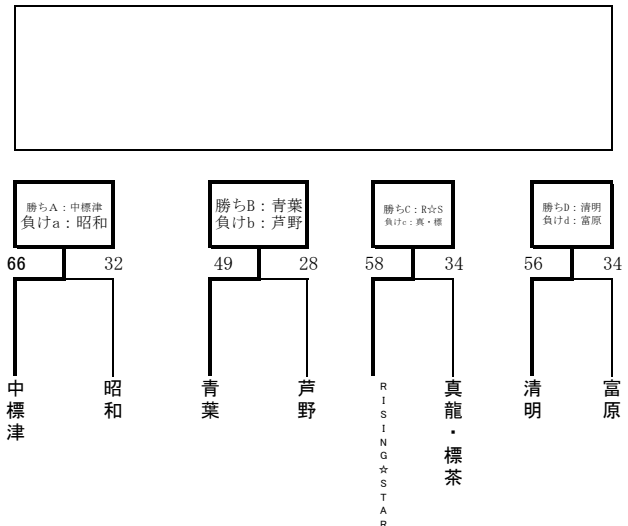 勝ちA：中標津
負けa：昭和
勝ちB：青葉
負けb：芦野
勝ちC：R☆S
負けc：真・標
勝ちD：清明
負けd：富原
66 32 49 28 58 34 56 34
中標津
昭和
青葉
芦野
RISING☆STAR
真龍・標茶
清明
富原